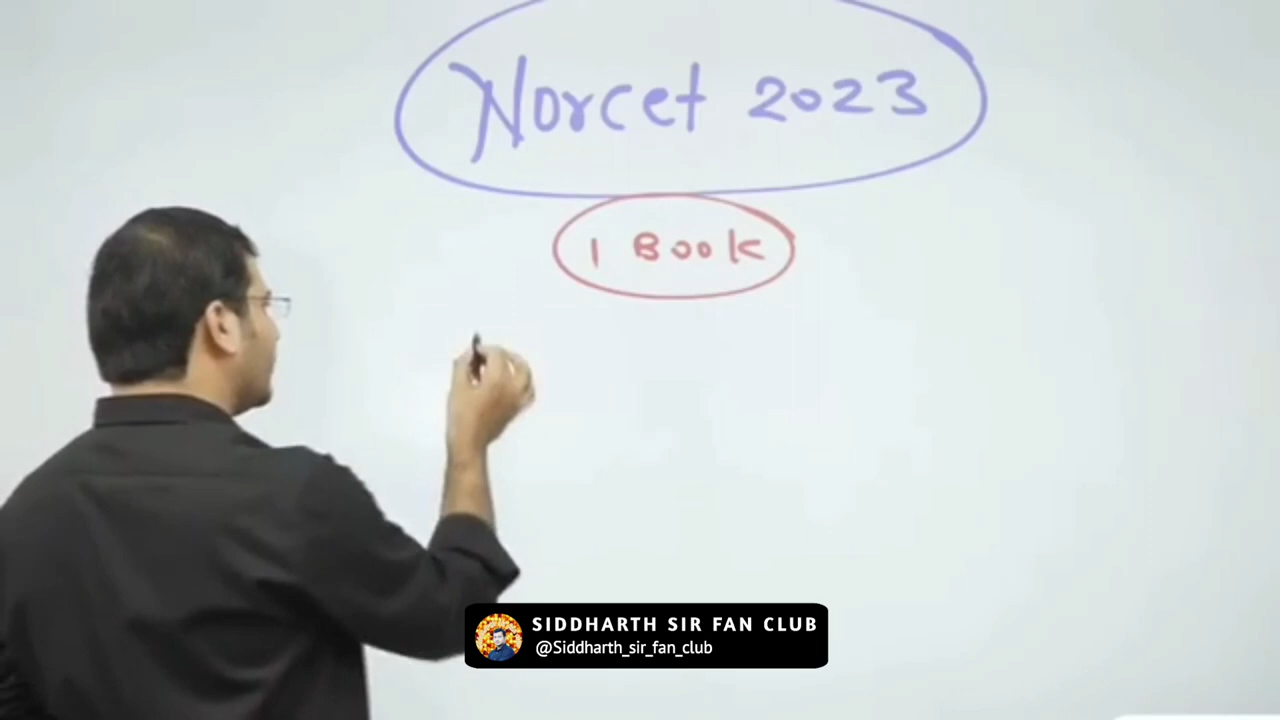 Norcet 2023
1 Book
SIDDHARTH SIR FAN CLUB
@Siddharth_sir_fan_club